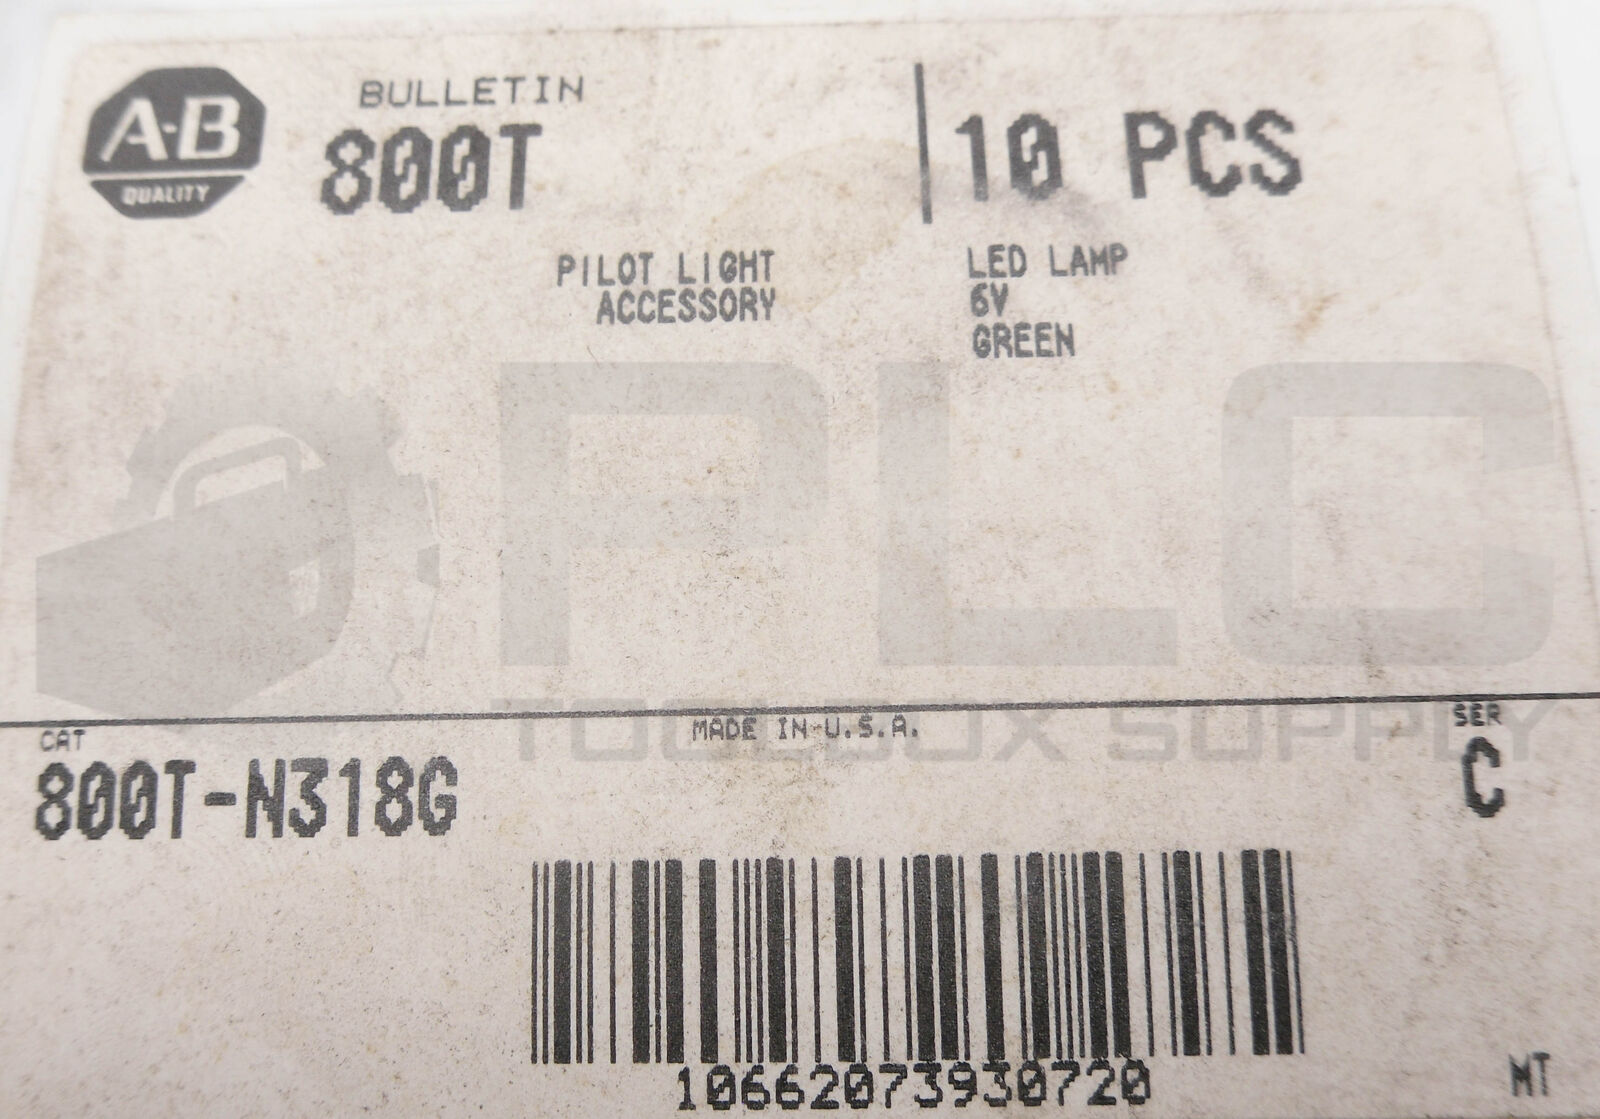 A-B
QUALITY
BULLETIN
800T
10 PCS
PILOT LIGHT
ACCESSORY
LED LAMP
6V
GREEN
PLC
TOOLBOX SUPPLY
MADE IN U.S.A.
CAT
800T-N318G
SER
C
10662073930720
MT